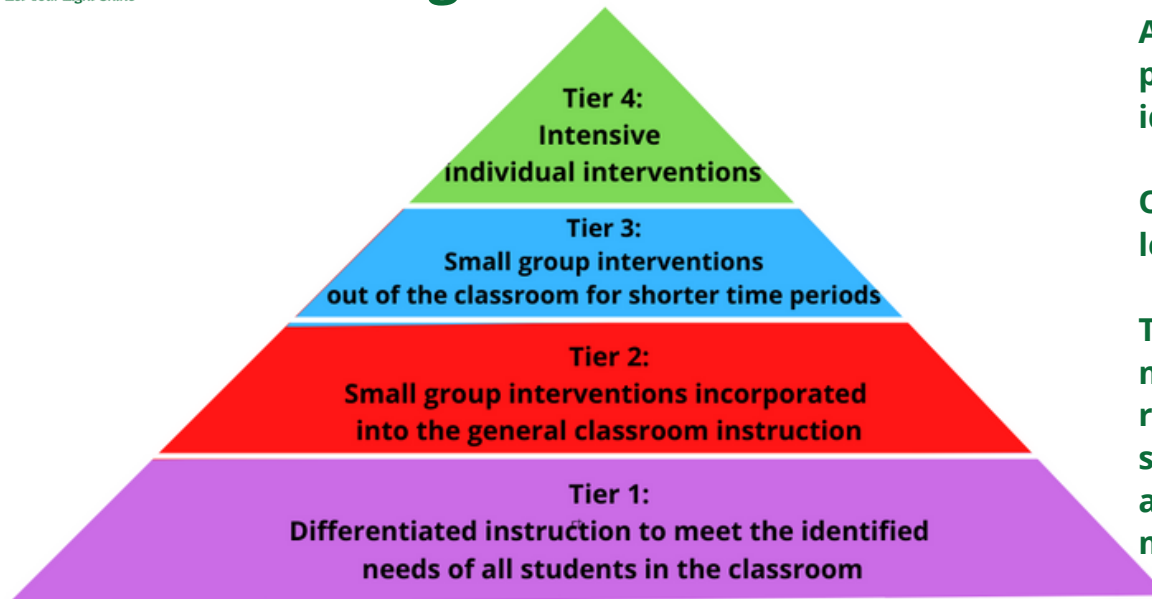 Tier 4:
Intensive
individual interventions
Tier 3:
Small group interventions
out of the classroom for shorter time periods
Tier 2:
Small group interventions incorporated
into the general classroom instruction
Tier 1:
Differentiated instruction to meet the identified
needs of all students in the classroom